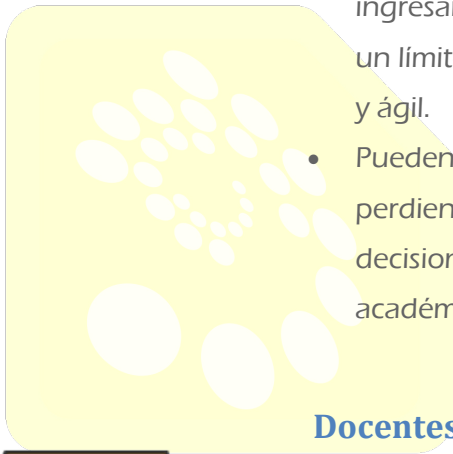 ingresar
un límit
y ágil.
• Pueden
perdien
decision
académ
Docentes